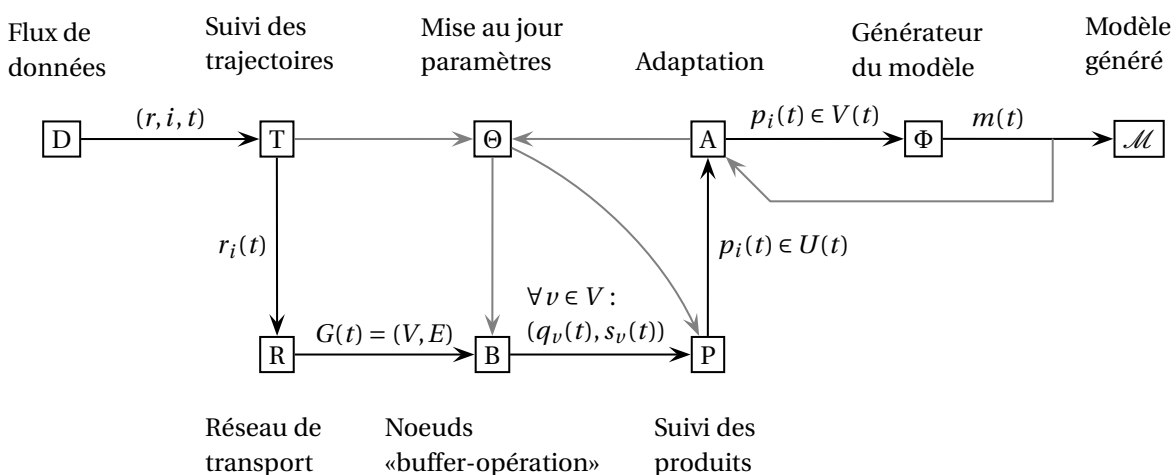 Flux de
données
Suivi des
trajectoires
Mise au jour
paramètres
Adaptation
Générateur
du modèle
Modèle
généré
D
(r, i, t)
T
Θ
A
p_i(t) ∈ V(t)
Φ
m(t)
ℳ
r_i(t)
p_i(t) ∈ U(t)
R
G(t) = (V, E)
B
∀ v ∈ V :
(q_v(t), s_v(t))
P
Réseau de
transport
Noeuds
«buffer-opération»
Suivi des
produits